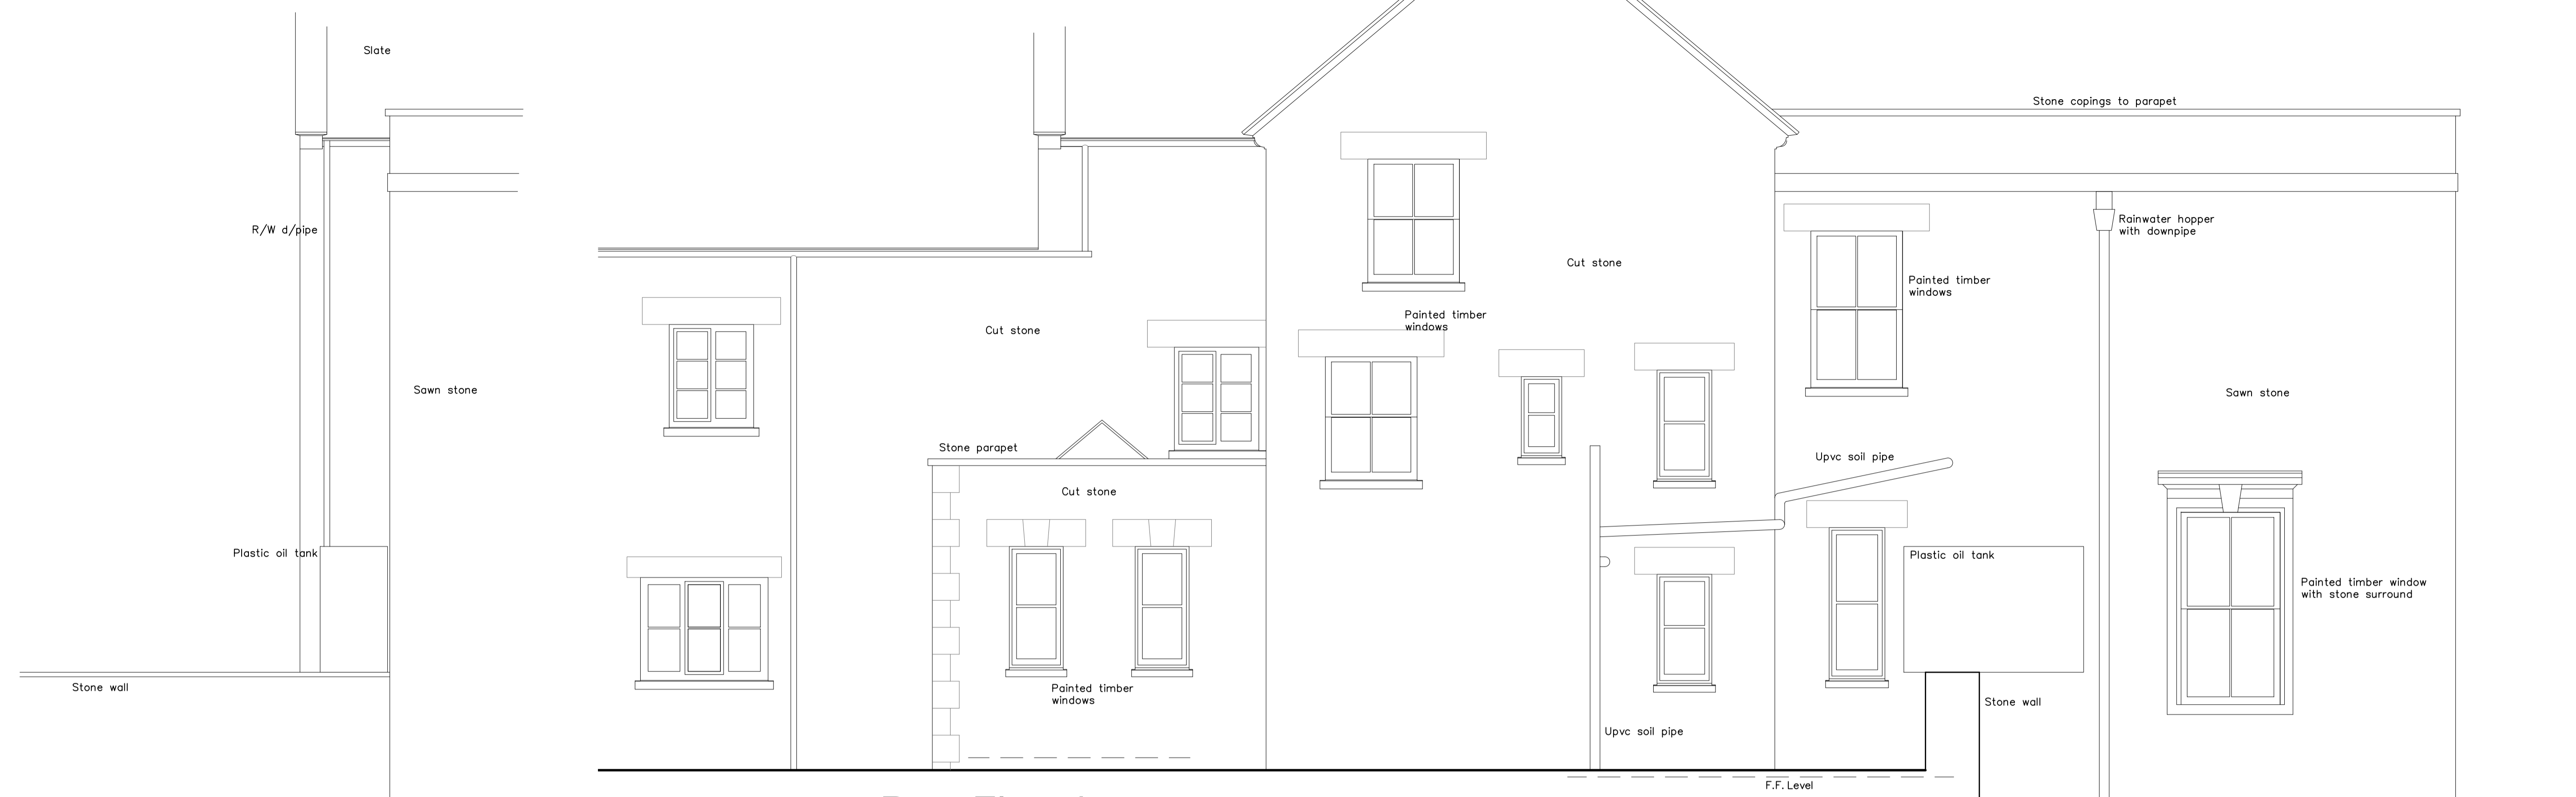 Slate
Stone copings to parapet
R/W d/pipe
Rainwater hopper
with downpipe
Cut stone
Painted timber
windows
Painted timber
windows
Cut stone
Sawn stone
Sawn stone
Stone parapet
Upvc soil pipe
Cut stone
Plastic oil tank
Plastic oil tank
Painted timber window
with stone surround
Stone wall
Painted timber
windows
Stone wall
Upvc soil pipe
F.F. Level